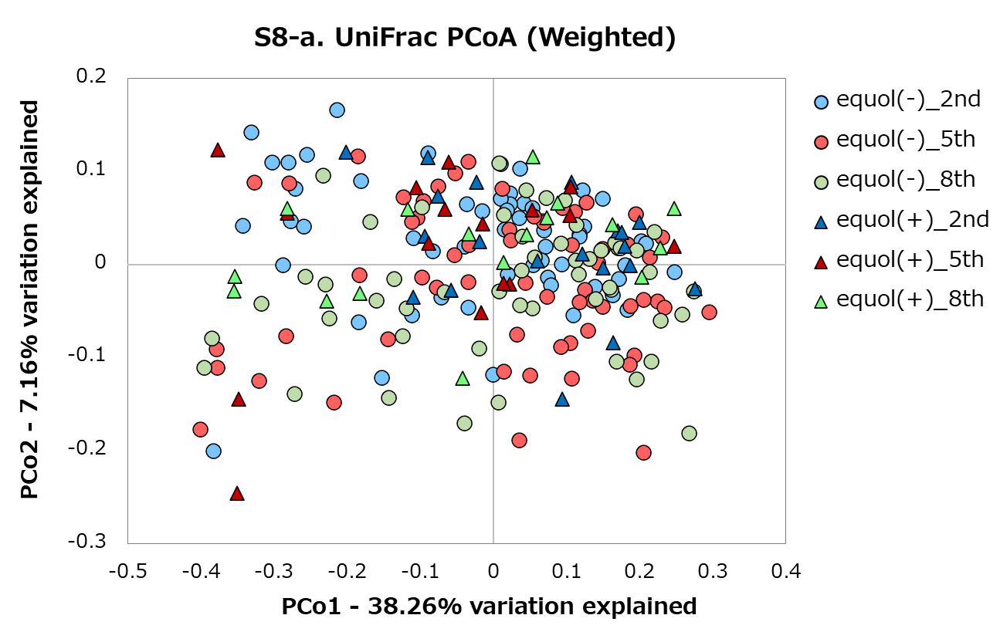 S8-a. UniFrac PCoA (Weighted)
0.2
0.1
0
-0.1
-0.2
-0.3
PCo2 - 7.16% variation explained
-0.5 -0.4 -0.3 -0.2 -0.1 0 0.1 0.2 0.3 0.4
PCo1 - 38.26% variation explained
equol(-)_2nd
equol(-)_5th
equol(-)_8th
equol(+)_2nd
equol(+)_5th
equol(+)_8th